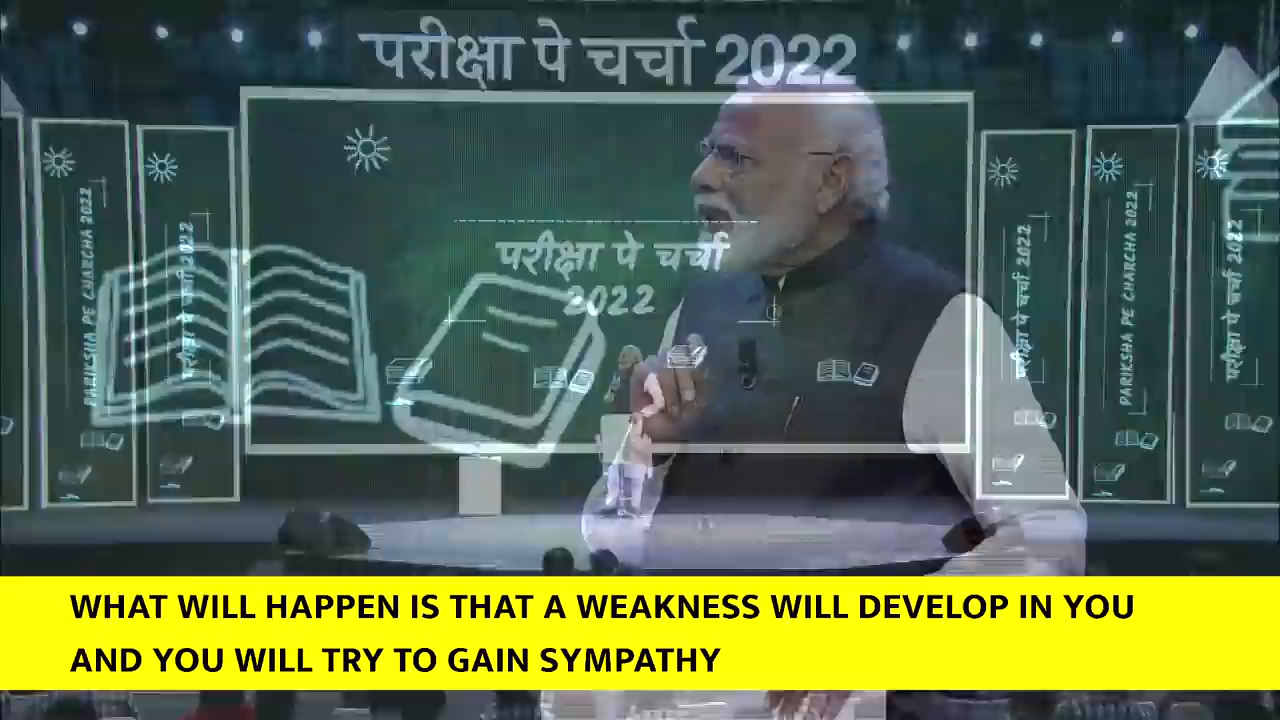 परीक्षा पे चर्चा 2022
परीक्षा पे चर्चा
2022
PARIKSHA PE CHARCHA 2022
परीक्षा पे चर्चा 2022
परीक्षा पे चर्चा 2022
PARIKSHA PE CHARCHA 2022
परीक्षा पे चर्चा 2022
WHAT WILL HAPPEN IS THAT A WEAKNESS WILL DEVELOP IN YOU
AND YOU WILL TRY TO GAIN SYMPATHY